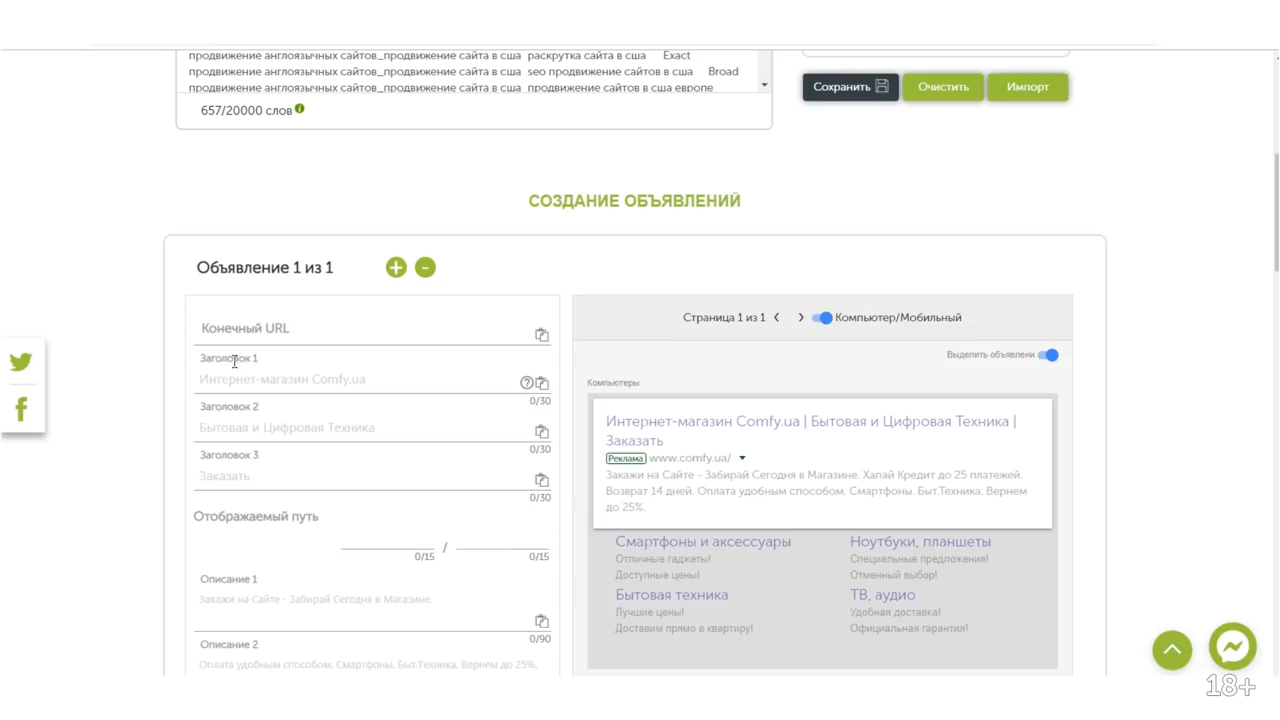 продвижение англоязычных сайтов_продвижение сайта в сша раскрутка сайта в сша Exact
продвижение англоязычных сайтов_продвижение сайта в сша seo продвижение сайтов в сша Broad
продвижение англоязычных сайтов_продвижение сайта в сша продвижение сайтов в сша европе
657/20000 слов
Сохранить
Очистить
Импорт
СОЗДАНИЕ ОБЪЯВЛЕНИЙ
Объявление 1 из 1
Конечный URL
Заголовок 1
Интернет-магазин Comfy.ua
0/30
Заголовок 2
Бытовая и Цифровая Техника
0/30
Заголовок 3
Заказать
0/30
Отображаемый путь
/
0/15
0/15
Описание 1
Закажи на Сайте - Забирай Сегодня в Магазине.
0/90
Описание 2
Оплата удобным способом. Смартфоны. Быт.Техника. Вернем до 25%.
Страница 1 из 1
Компьютер/Мобильный
Выделить объявлени
Компьютеры
Интернет-магазин Comfy.ua | Бытовая и Цифровая Техника |
Заказать
Реклама www.comfy.ua/
Закажи на Сайте - Забирай Сегодня в Магазине. Хапай Кредит до 25 платежей.
Возврат 14 дней. Оплата удобным способом. Смартфоны. Быт.Техника. Вернем
до 25%.
Смартфоны и аксессуары
Отличные гаджеты!
Доступные цены!
Ноутбуки, планшеты
Специальные предложения!
Отменный выбор!
Бытовая техника
Лучшие цены!
Доставим прямо в квартиру!
ТВ, аудио
Удобная доставка!
Официальная гарантия!
18+